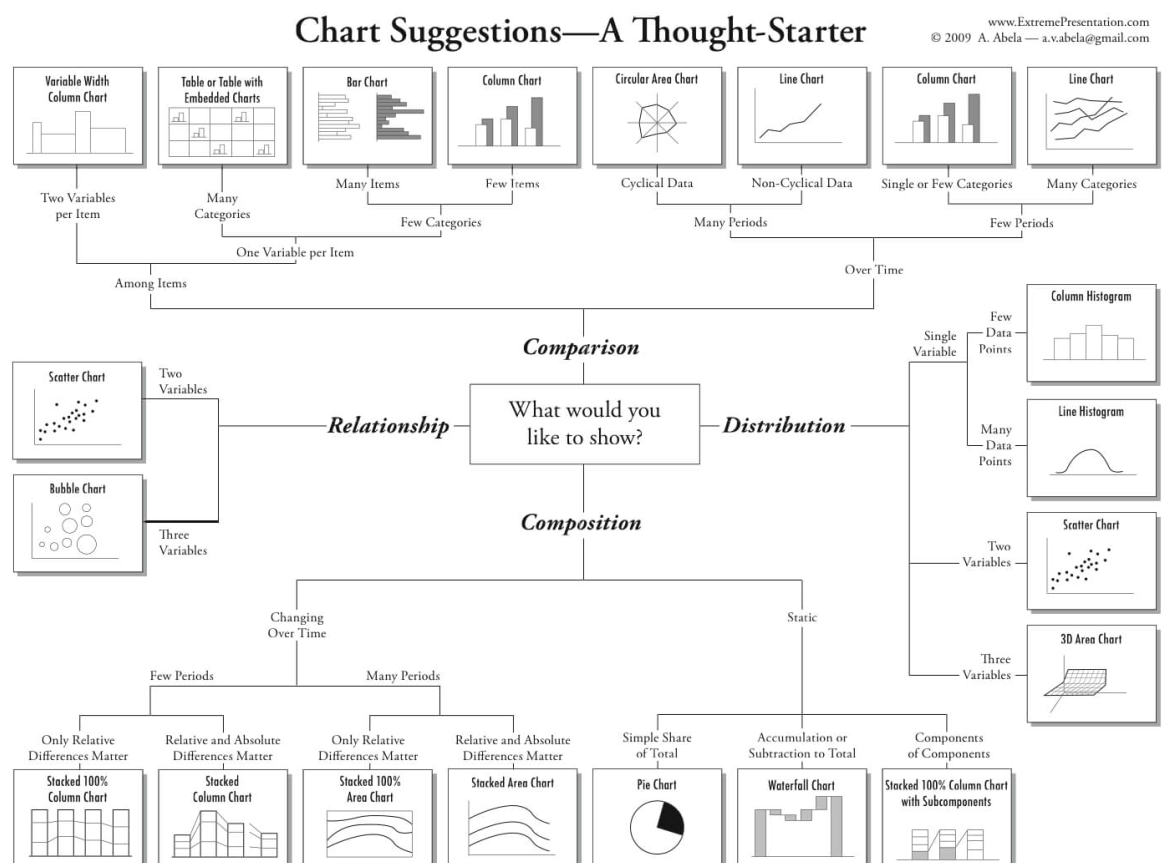 Chart Suggestions—A Thought-Starter
www.ExtremePresentation.com
© 2009 A. Abela — a.v.abela@gmail.com
Variable Width
Column Chart
Table or Table with
Embedded Charts
Bar Chart
Column Chart
Circular Area Chart
Line Chart
Column Chart
Line Chart
Two Variables
per Item
Many
Categories
Many Items
Few Items
Cyclical Data
Non-Cyclical Data
Single or Few Categories
Many Categories
Few Categories
Many Periods
Few Periods
One Variable per Item
Among Items
Over Time
Comparison
What would you
like to show?
Relationship
Two
Variables
Scatter Chart
Bubble Chart
Three
Variables
Distribution
Single
Variable
Few
Data
Points
Column Histogram
Many
Data
Points
Line Histogram
Two
Variables
Scatter Chart
Three
Variables
3D Area Chart
Composition
Changing
Over Time
Static
Few Periods
Many Periods
Only Relative
Differences Matter
Relative and Absolute
Differences Matter
Only Relative
Differences Matter
Relative and Absolute
Differences Matter
Simple Share
of Total
Accumulation or
Subtraction to Total
Components
of Components
Stacked 100%
Column Chart
Stacked
Column Chart
Stacked 100%
Area Chart
Stacked Area Chart
Pie Chart
Waterfall Chart
Stacked 100% Column Chart
with Subcomponents